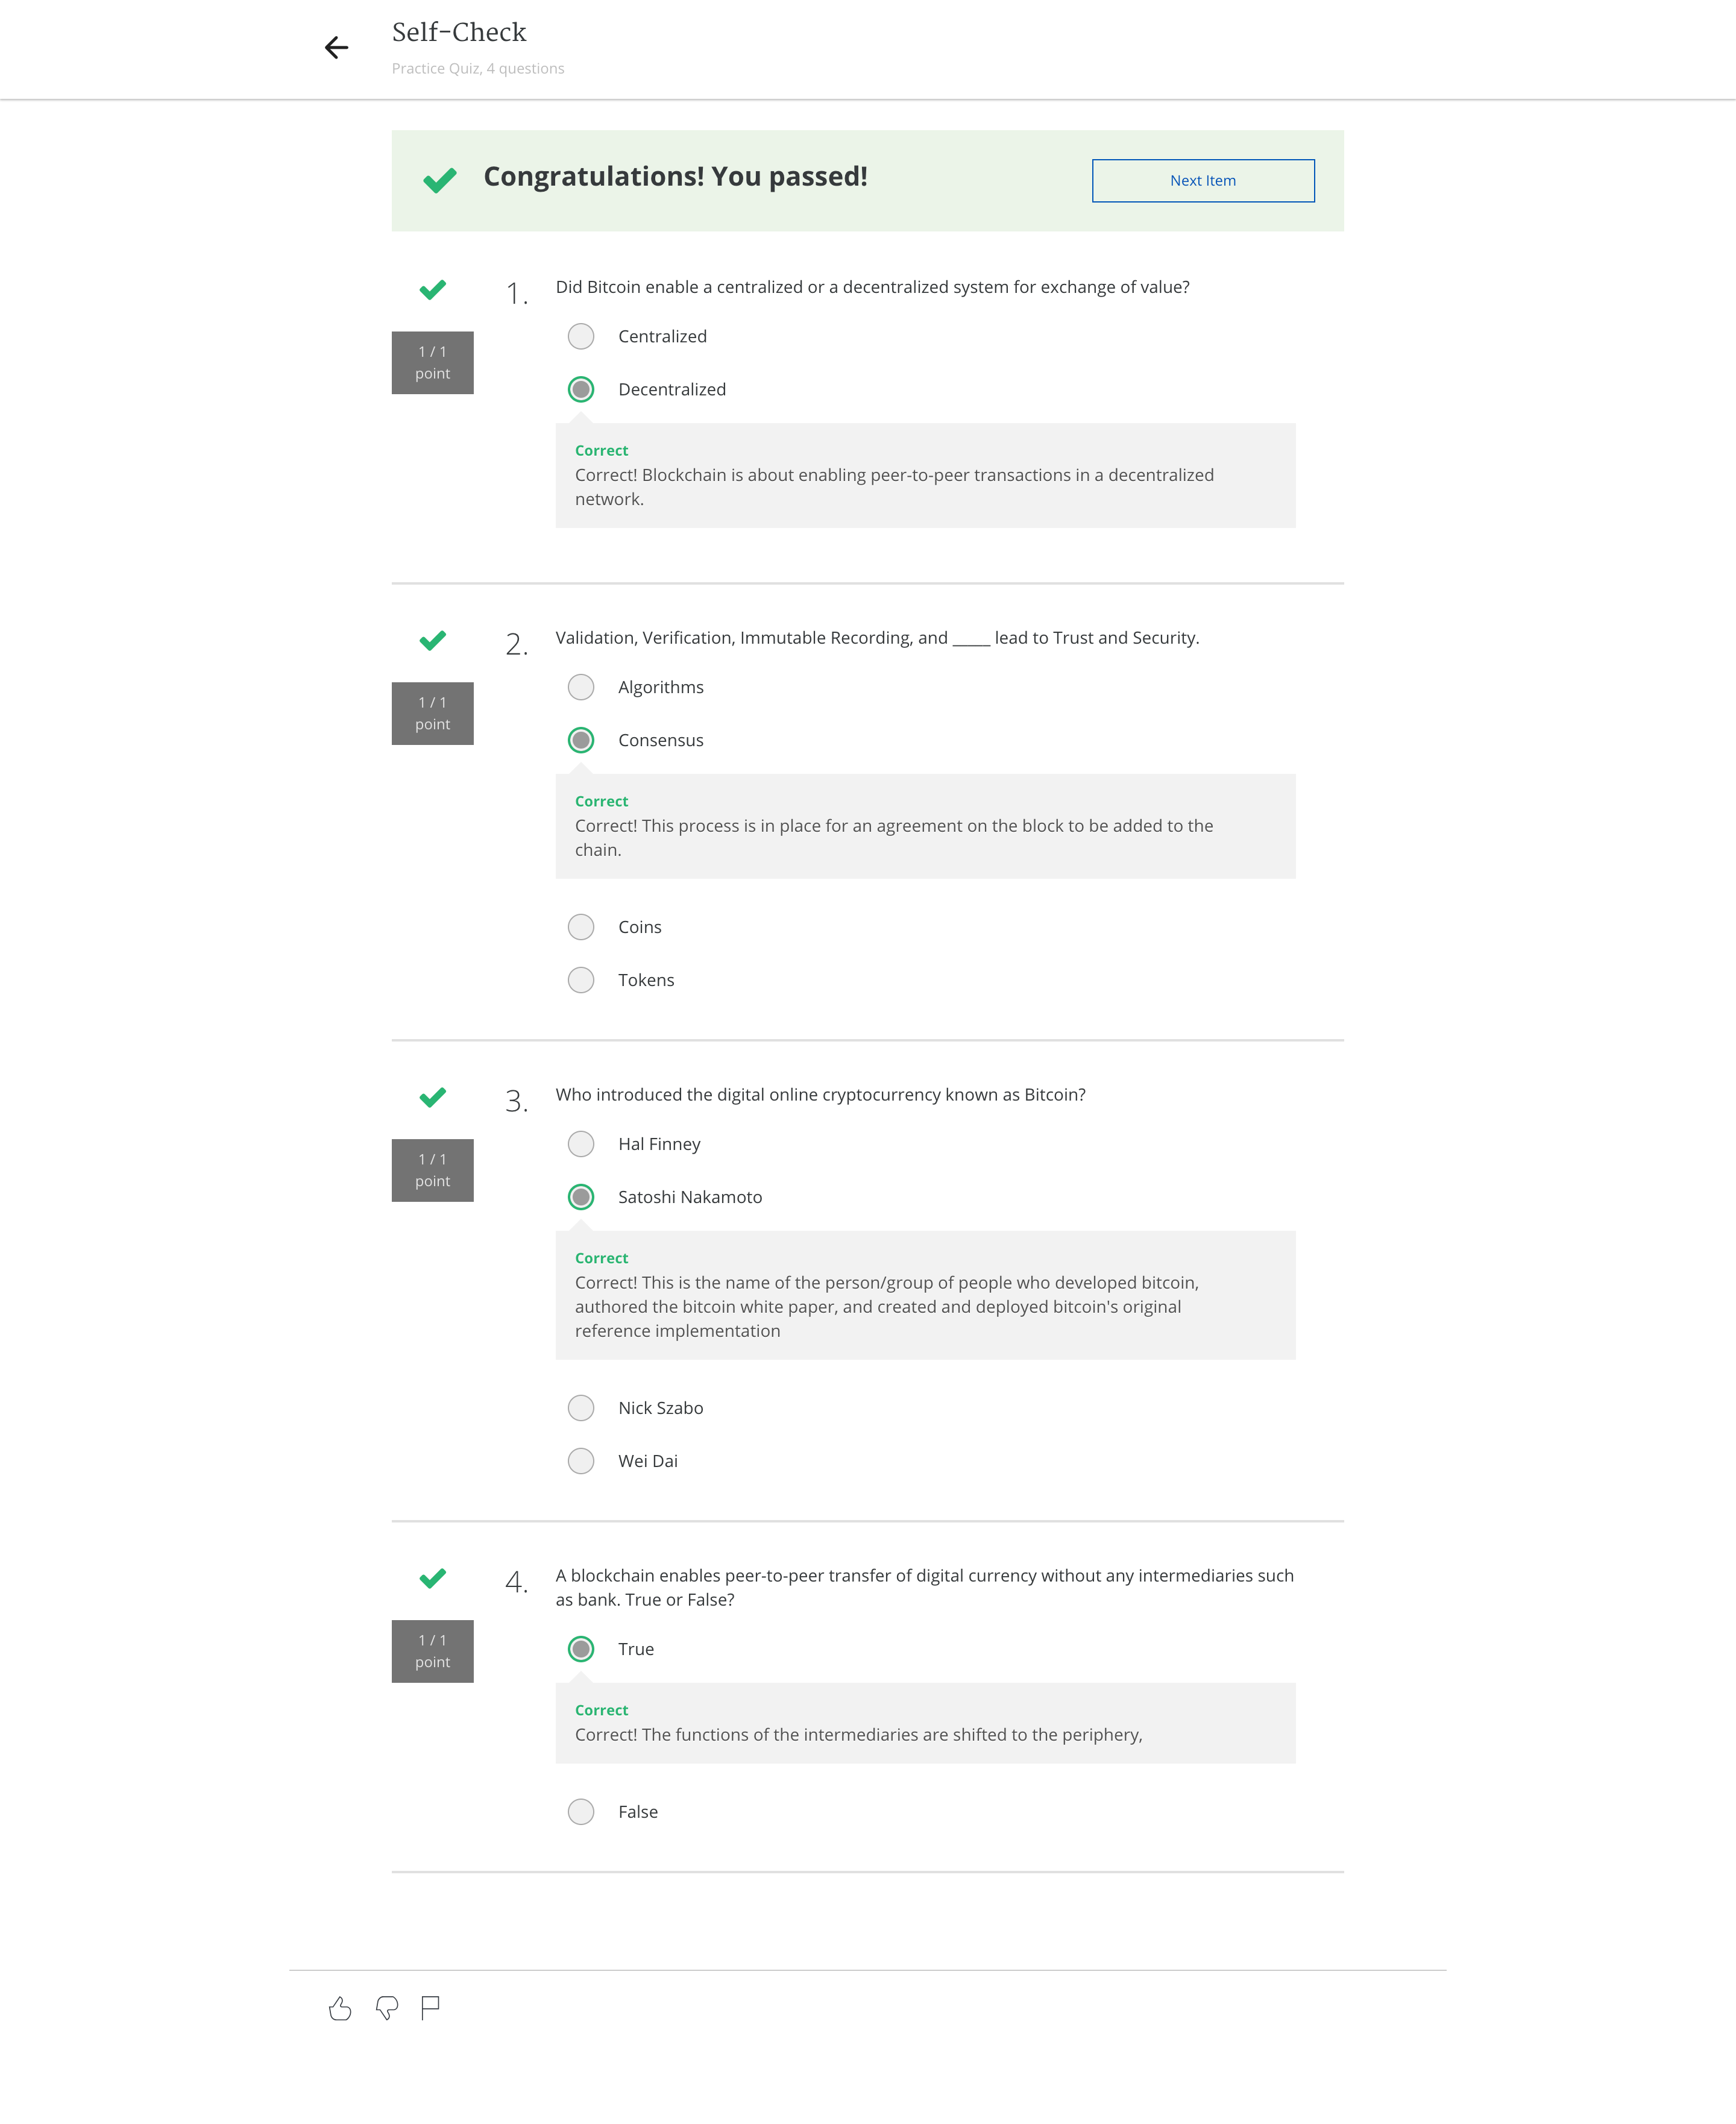 Self-Check
Practice Quiz, 4 questions
Congratulations! You passed!
Next Item
1.
Did Bitcoin enable a centralized or a decentralized system for exchange of value?
1 / 1
point
Centralized
Decentralized
Correct
Correct! Blockchain is about enabling peer-to-peer transactions in a decentralized
network.
2.
Validation, Verification, Immutable Recording, and _____ lead to Trust and Security.
1 / 1
point
Algorithms
Consensus
Correct
Correct! This process is in place for an agreement on the block to be added to the
chain.
Coins
Tokens
3.
Who introduced the digital online cryptocurrency known as Bitcoin?
1 / 1
point
Hal Finney
Satoshi Nakamoto
Correct
Correct! This is the name of the person/group of people who developed bitcoin,
authored the bitcoin white paper, and created and deployed bitcoin's original
reference implementation
Nick Szabo
Wei Dai
4.
A blockchain enables peer-to-peer transfer of digital currency without any intermediaries such
as bank. True or False?
1 / 1
point
True
Correct
Correct! The functions of the intermediaries are shifted to the periphery,
False